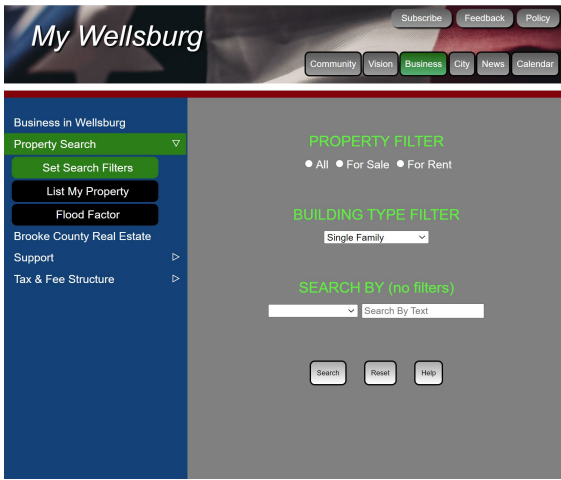 My Wellsburg
Subscribe Feedback Policy
Community Vision Business City News Calendar
Business in Wellsburg
Property Search
Set Search Filters
List My Property
Flood Factor
Brooke County Real Estate
Support
Tax & Fee Structure
PROPERTY FILTER
All For Sale For Rent
BUILDING TYPE FILTER
Single Family
SEARCH BY (no filters)
Search By Text
Search Reset Help